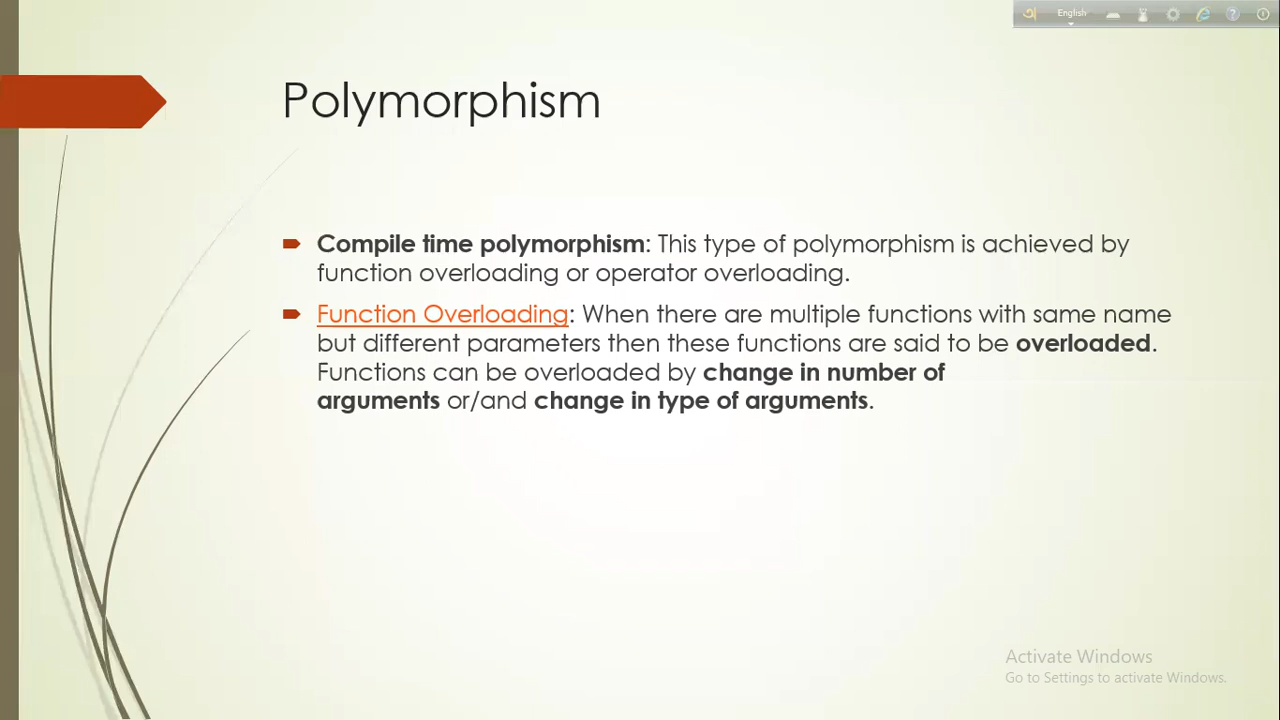 English
Polymorphism
Compile time polymorphism: This type of polymorphism is achieved by
function overloading or operator overloading.
Function Overloading: When there are multiple functions with same name
but different parameters then these functions are said to be overloaded.
Functions can be overloaded by change in number of
arguments or/and change in type of arguments.
Activate Windows
Go to Settings to activate Windows.